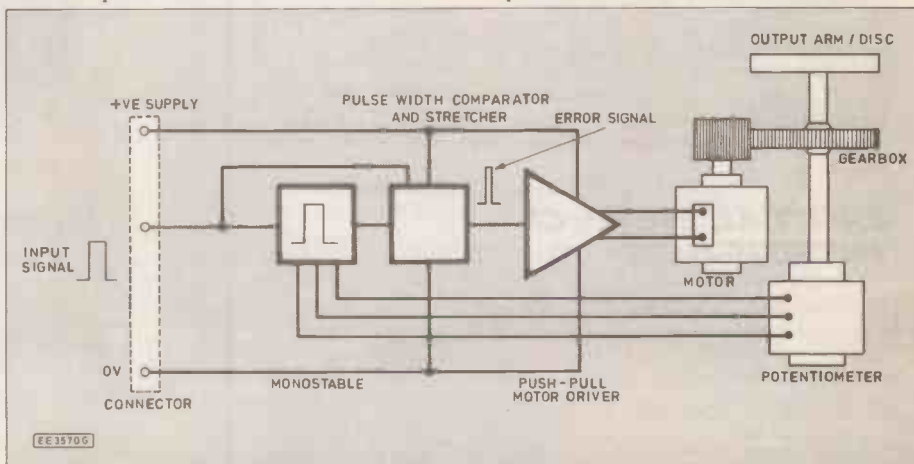 OUTPUT ARM / DISC
+VE SUPPLY
PULSE WIDTH COMPARATOR
AND STRETCHER
ERROR SIGNAL
GEARBOX
INPUT
SIGNAL
MOTOR
0V
MONOSTABLE
PUSH-PULL
MOTOR DRIVER
POTENTIOMETER
CONNECTOR
EE3570G